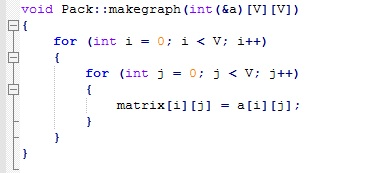 void Pack::makegraph(int(&a)[V][V])
{
    for (int i = 0; i < V; i++)
    {
        for (int j = 0; j < V; j++)
        {
            matrix[i][j] = a[i][j];
        }
    }
}